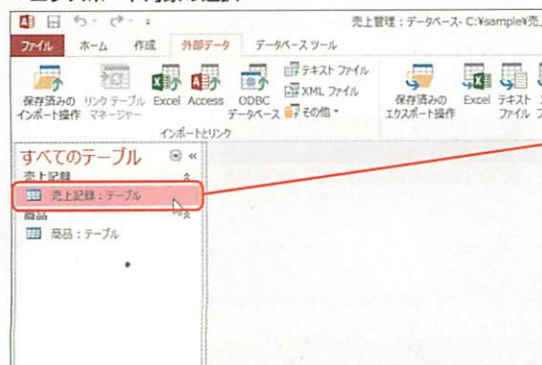 売上管理 : データベース- C:¥sample¥売
ファイル ホーム 作成 外部データ データベース ツール
保存済みの インポート操作
リンク テーブル マネージャー
Excel
Access
ODBC データベース
テキスト ファイル
XML ファイル
その他
保存済みの エクスポート操作
Excel
テキスト ファイル
インポートとリンク
すべてのテーブル
売上記録
売上記録 : テーブル
商品
商品 : テーブル